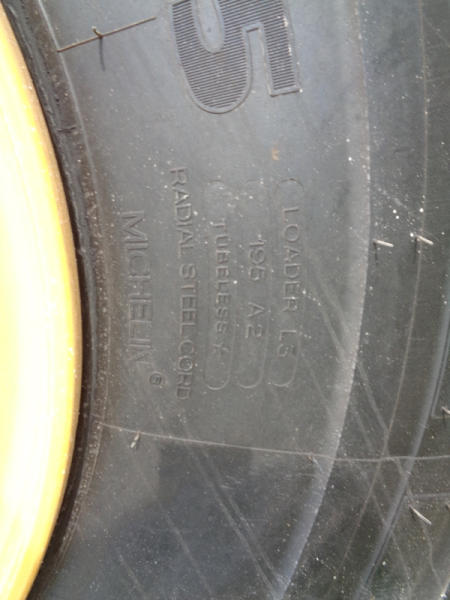 5
LOADER L3
195 A2
TUBELESS
RADIAL STEEL CORD
MICHELIN ®